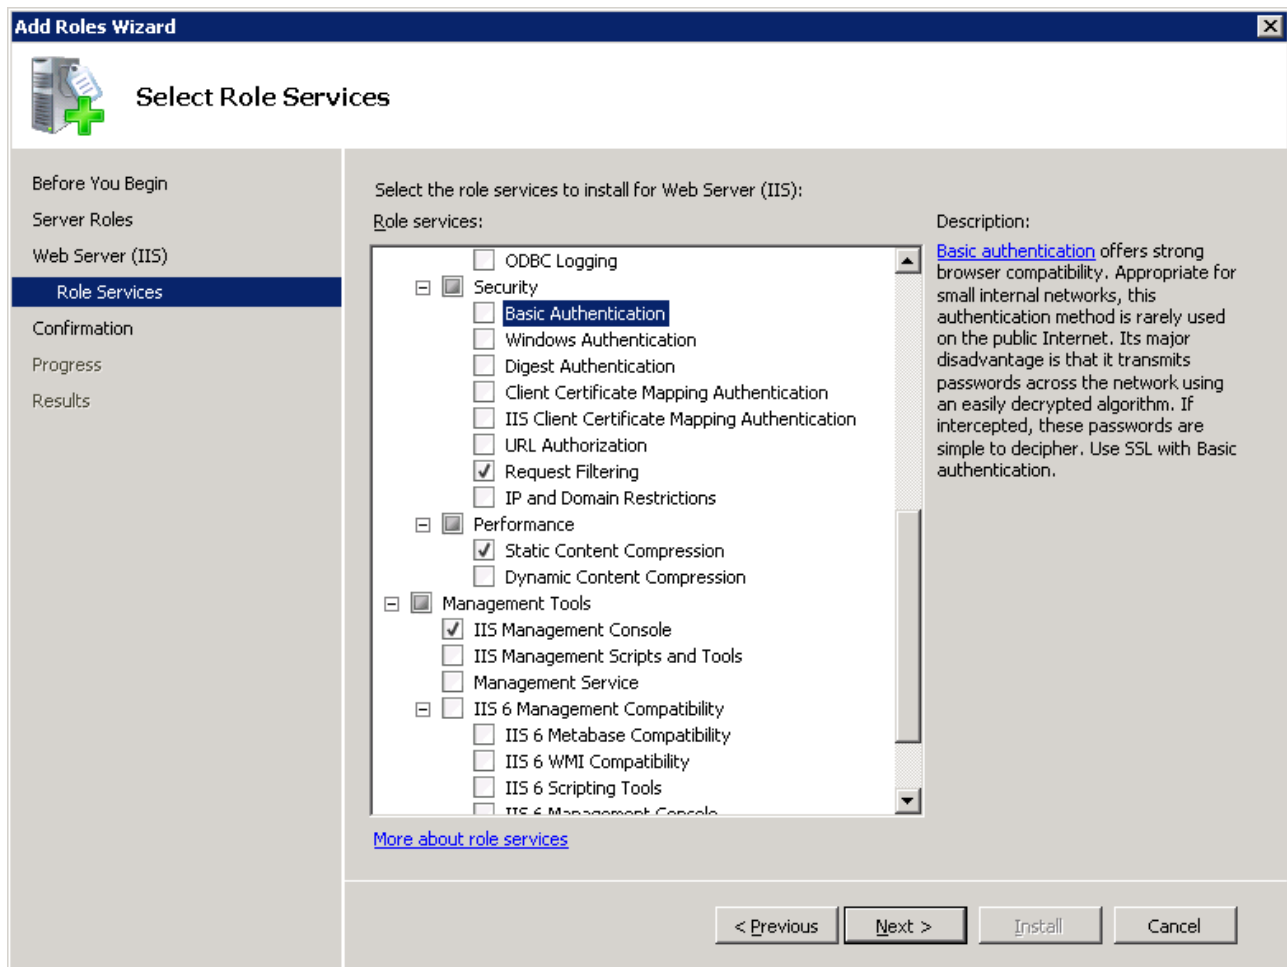 Add Roles Wizard
Select Role Services
Before You Begin
Server Roles
Web Server (IIS)
Role Services
Confirmation
Progress
Results
Select the role services to install for Web Server (IIS):
Role services:
ODBC Logging
Security
Basic Authentication
Windows Authentication
Digest Authentication
Client Certificate Mapping Authentication
IIS Client Certificate Mapping Authentication
URL Authorization
Request Filtering
IP and Domain Restrictions
Performance
Static Content Compression
Dynamic Content Compression
Management Tools
IIS Management Console
IIS Management Scripts and Tools
Management Service
IIS 6 Management Compatibility
IIS 6 Metabase Compatibility
IIS 6 WMI Compatibility
IIS 6 Scripting Tools
IIS 6 Management Console
More about role services
Description:
Basic authentication offers strong
browser compatibility. Appropriate for
small internal networks, this
authentication method is rarely used
on the public Internet. Its major
disadvantage is that it transmits
passwords across the network using
an easily decrypted algorithm. If
intercepted, these passwords are
simple to decipher. Use SSL with Basic
authentication.
< Previous
Next >
Install
Cancel